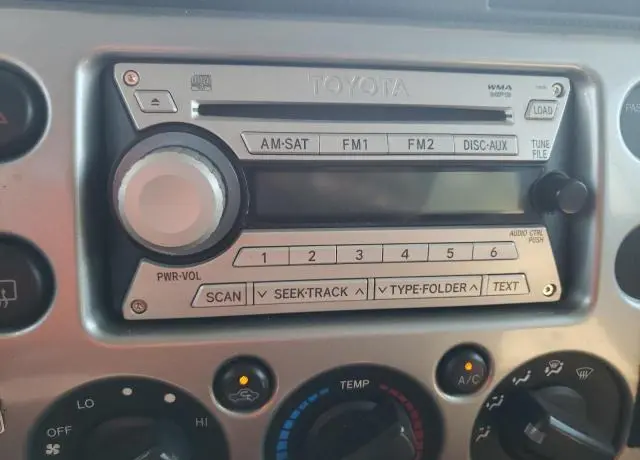 TOYOTA
WMA
MP3
LOAD
AM·SAT FM1 FM2 DISC·AUX
TUNE
FILE
AUDIO CTRL
PUSH
1 2 3 4 5 6
PWR·VOL
SCAN ∨ SEEK·TRACK ∧ ∨ TYPE·FOLDER ∧ TEXT
TEMP
A/C
LO
OFF
HI